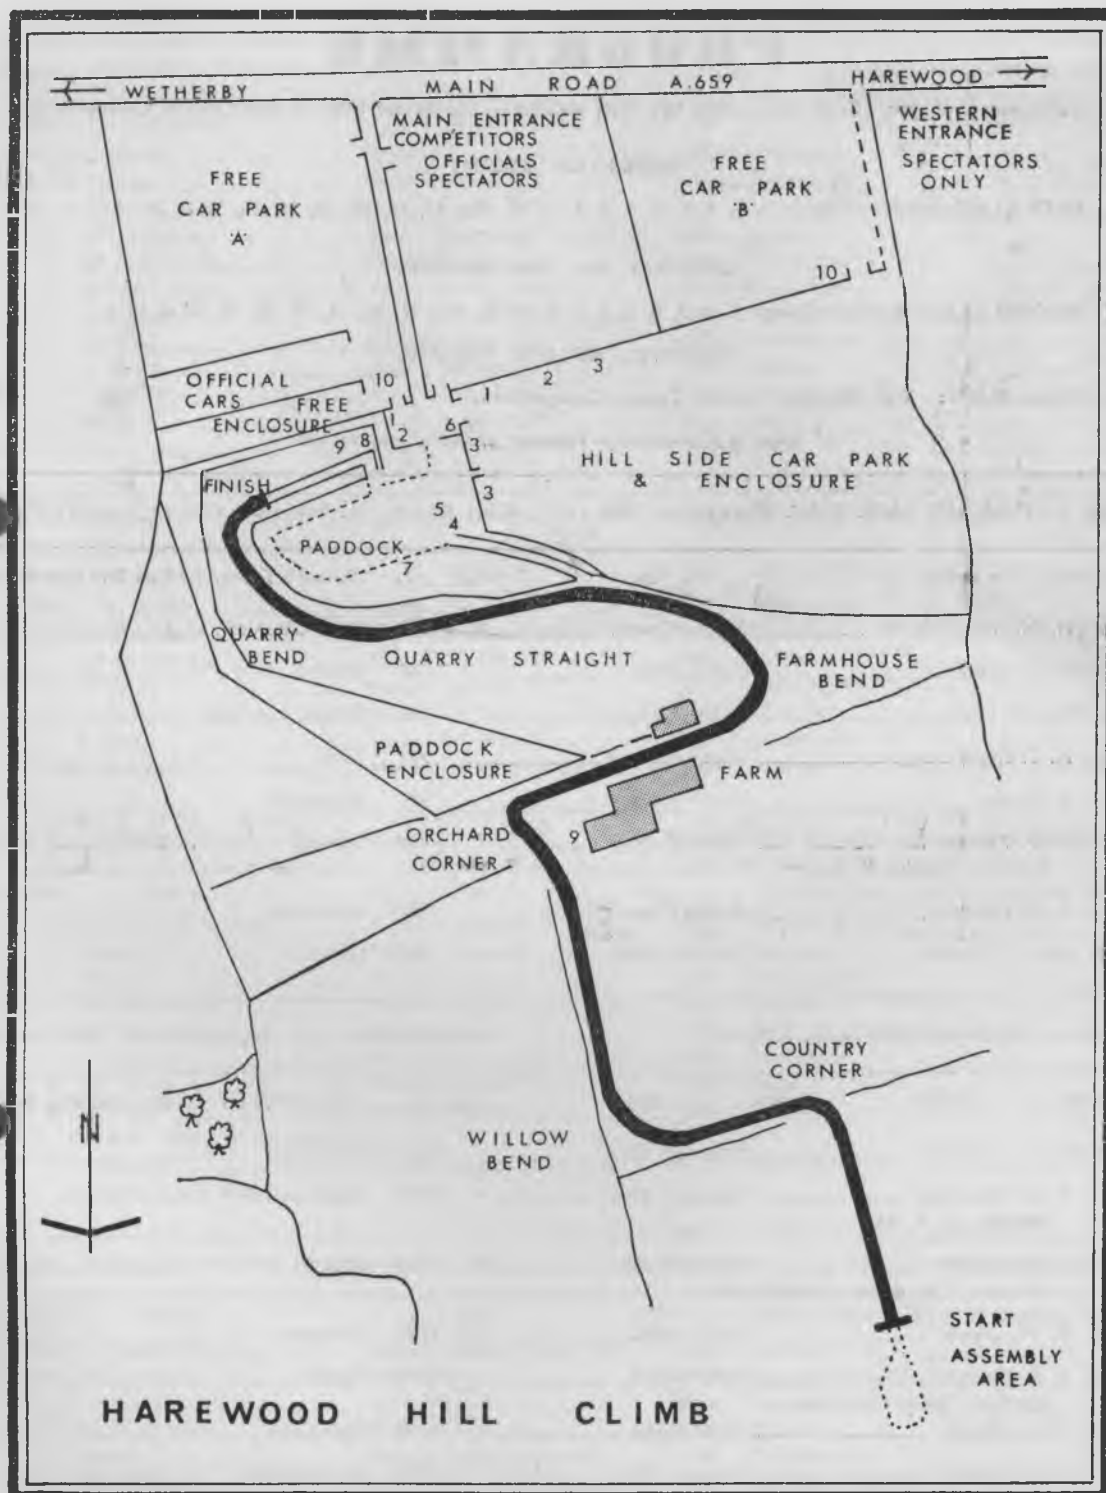 WETHERBY MAIN ROAD A.659 HAREWOOD
MAIN ENTRANCE
COMPETITORS
OFFICIALS
SPECTATORS
WESTERN
ENTRANCE
SPECTATORS
ONLY
FREE
CAR PARK
'A'
FREE
CAR PARK
'B'
10
1 2 3
OFFICIAL
CARS
10
FREE
ENCLOSURE
1
2
6
3
9 8
3
HILL SIDE CAR PARK
& ENCLOSURE
FINISH
5
4
PADDOCK
7
QUARRY
BEND
QUARRY STRAIGHT
FARMHOUSE
BEND
PADDOCK
ENCLOSURE
FARM
ORCHARD
CORNER
9
COUNTRY
CORNER
N
WILLOW
BEND
START
ASSEMBLY
AREA
HAREWOOD HILL CLIMB